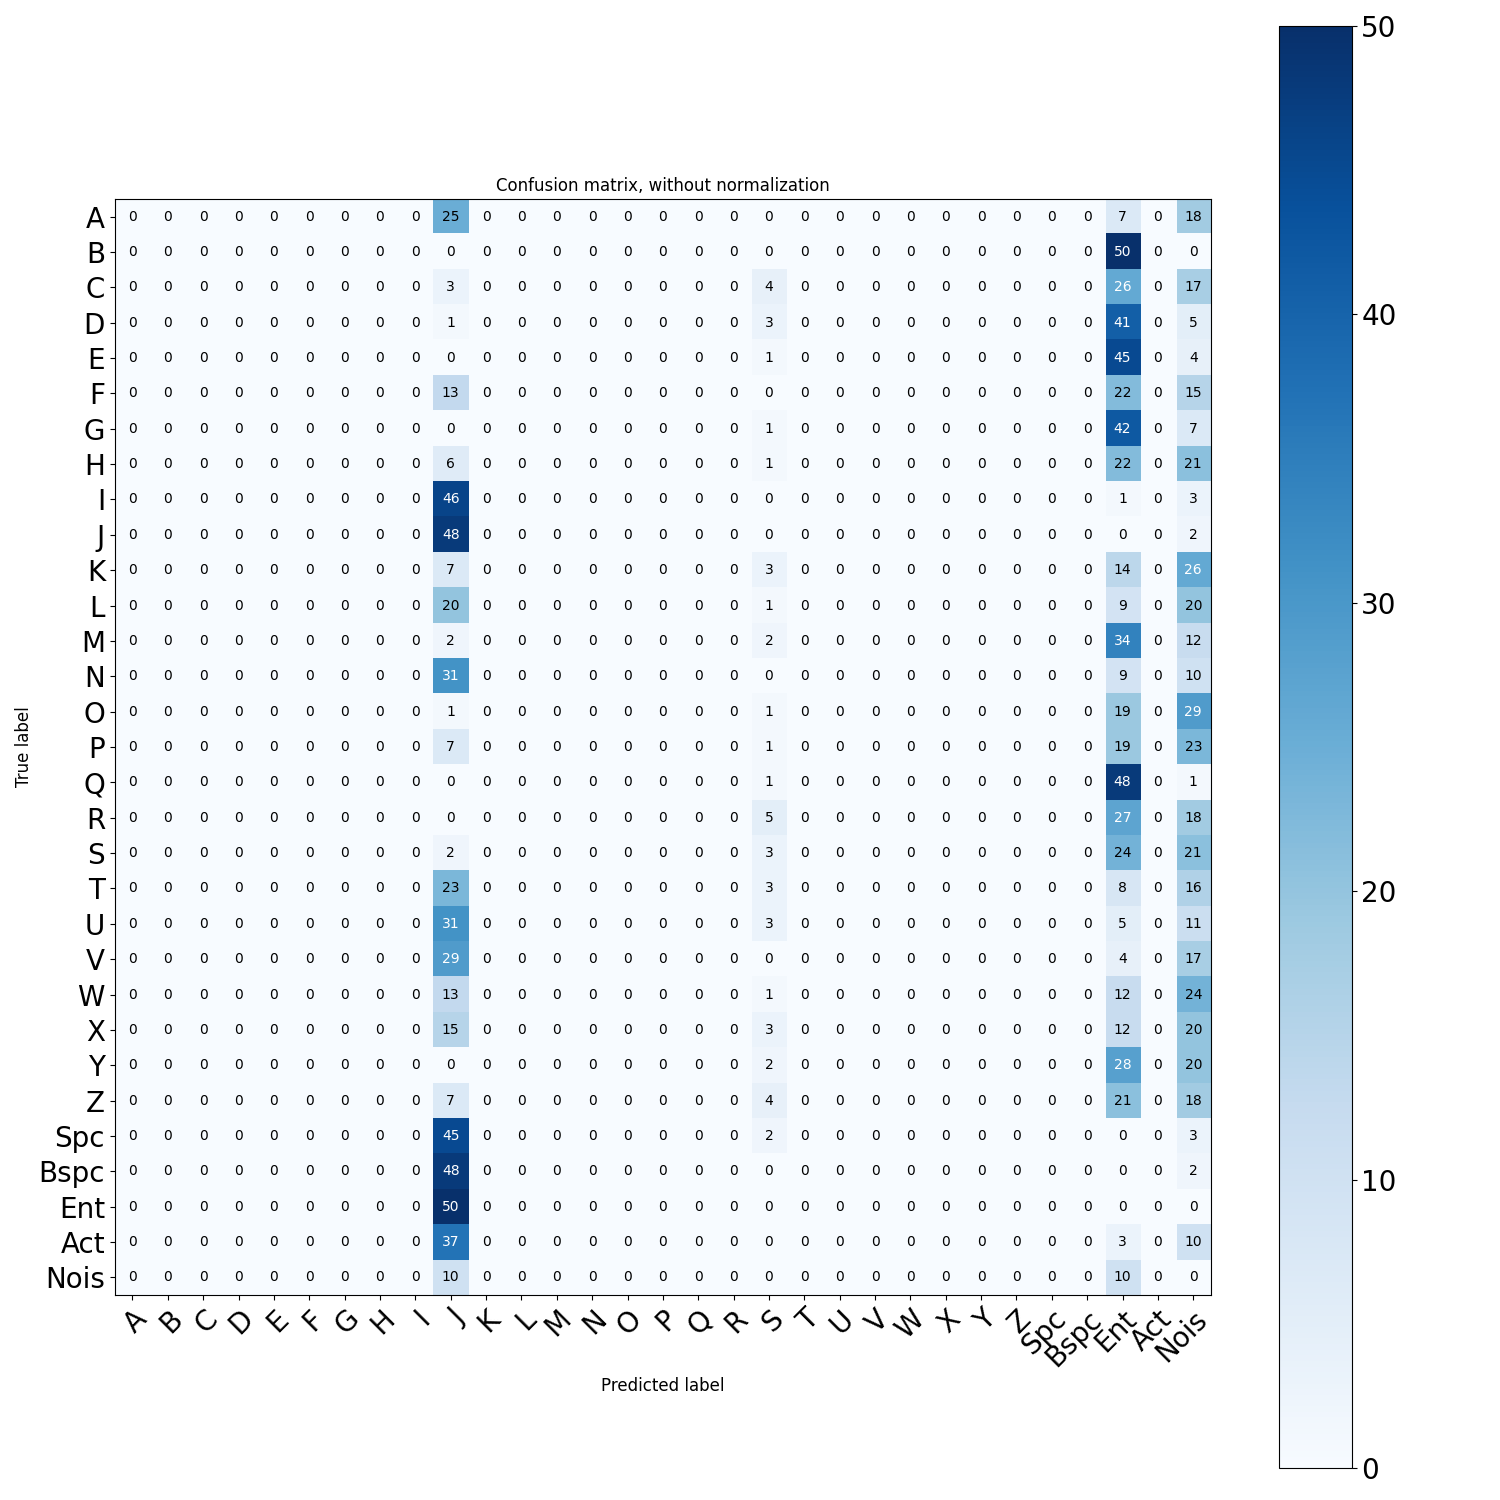 Confusion matrix, without normalization
A 0 0 0 0 0 0 0 0 0 25 0 0 0 0 0 0 0 0 0 0 0 0 0 0 0 0 0 0 7 0 18
B 0 0 0 0 0 0 0 0 0 0 0 0 0 0 0 0 0 0 0 0 0 0 0 0 0 0 0 0 50 0 0
C 0 0 0 0 0 0 0 0 0 3 0 0 0 0 0 0 0 0 4 0 0 0 0 0 0 0 0 0 26 0 17
D 0 0 0 0 0 0 0 0 0 1 0 0 0 0 0 0 0 0 3 0 0 0 0 0 0 0 0 0 41 0 5
E 0 0 0 0 0 0 0 0 0 0 0 0 0 0 0 0 0 0 1 0 0 0 0 0 0 0 0 0 45 0 4
F 0 0 0 0 0 0 0 0 0 13 0 0 0 0 0 0 0 0 0 0 0 0 0 0 0 0 0 0 22 0 15
G 0 0 0 0 0 0 0 0 0 0 0 0 0 0 0 0 0 0 1 0 0 0 0 0 0 0 0 0 42 0 7
H 0 0 0 0 0 0 0 0 0 6 0 0 0 0 0 0 0 0 1 0 0 0 0 0 0 0 0 0 22 0 21
I 0 0 0 0 0 0 0 0 0 46 0 0 0 0 0 0 0 0 0 0 0 0 0 0 0 0 0 0 1 0 3
J 0 0 0 0 0 0 0 0 0 48 0 0 0 0 0 0 0 0 0 0 0 0 0 0 0 0 0 0 0 0 2
K 0 0 0 0 0 0 0 0 0 7 0 0 0 0 0 0 0 0 3 0 0 0 0 0 0 0 0 0 14 0 26
L 0 0 0 0 0 0 0 0 0 20 0 0 0 0 0 0 0 0 1 0 0 0 0 0 0 0 0 0 9 0 20
M 0 0 0 0 0 0 0 0 0 2 0 0 0 0 0 0 0 0 2 0 0 0 0 0 0 0 0 0 34 0 12
N 0 0 0 0 0 0 0 0 0 31 0 0 0 0 0 0 0 0 0 0 0 0 0 0 0 0 0 0 9 0 10
O 0 0 0 0 0 0 0 0 0 1 0 0 0 0 0 0 0 0 1 0 0 0 0 0 0 0 0 0 19 0 29
P 0 0 0 0 0 0 0 0 0 7 0 0 0 0 0 0 0 0 1 0 0 0 0 0 0 0 0 0 19 0 23
Q 0 0 0 0 0 0 0 0 0 0 0 0 0 0 0 0 0 0 1 0 0 0 0 0 0 0 0 0 48 0 1
R 0 0 0 0 0 0 0 0 0 0 0 0 0 0 0 0 0 0 5 0 0 0 0 0 0 0 0 0 27 0 18
S 0 0 0 0 0 0 0 0 0 2 0 0 0 0 0 0 0 0 3 0 0 0 0 0 0 0 0 0 24 0 21
T 0 0 0 0 0 0 0 0 0 23 0 0 0 0 0 0 0 0 3 0 0 0 0 0 0 0 0 0 8 0 16
U 0 0 0 0 0 0 0 0 0 31 0 0 0 0 0 0 0 0 3 0 0 0 0 0 0 0 0 0 5 0 11
V 0 0 0 0 0 0 0 0 0 29 0 0 0 0 0 0 0 0 0 0 0 0 0 0 0 0 0 0 4 0 17
W 0 0 0 0 0 0 0 0 0 13 0 0 0 0 0 0 0 0 1 0 0 0 0 0 0 0 0 0 12 0 24
X 0 0 0 0 0 0 0 0 0 15 0 0 0 0 0 0 0 0 3 0 0 0 0 0 0 0 0 0 12 0 20
Y 0 0 0 0 0 0 0 0 0 0 0 0 0 0 0 0 0 0 2 0 0 0 0 0 0 0 0 0 28 0 20
Z 0 0 0 0 0 0 0 0 0 7 0 0 0 0 0 0 0 0 4 0 0 0 0 0 0 0 0 0 21 0 18
Spc 0 0 0 0 0 0 0 0 0 45 0 0 0 0 0 0 0 0 2 0 0 0 0 0 0 0 0 0 0 0 3
Bspc 0 0 0 0 0 0 0 0 0 48 0 0 0 0 0 0 0 0 0 0 0 0 0 0 0 0 0 0 0 0 2
Ent 0 0 0 0 0 0 0 0 0 50 0 0 0 0 0 0 0 0 0 0 0 0 0 0 0 0 0 0 0 0 0
Act 0 0 0 0 0 0 0 0 0 37 0 0 0 0 0 0 0 0 0 0 0 0 0 0 0 0 0 0 3 0 10
Nois 0 0 0 0 0 0 0 0 0 10 0 0 0 0 0 0 0 0 0 0 0 0 0 0 0 0 0 0 10 0 0
A B C D E F G H I J K L M N O P Q R S T U V W X Y Z Spc Bspc Ent Act Nois
Predicted label
True label
50
40
30
20
10
0